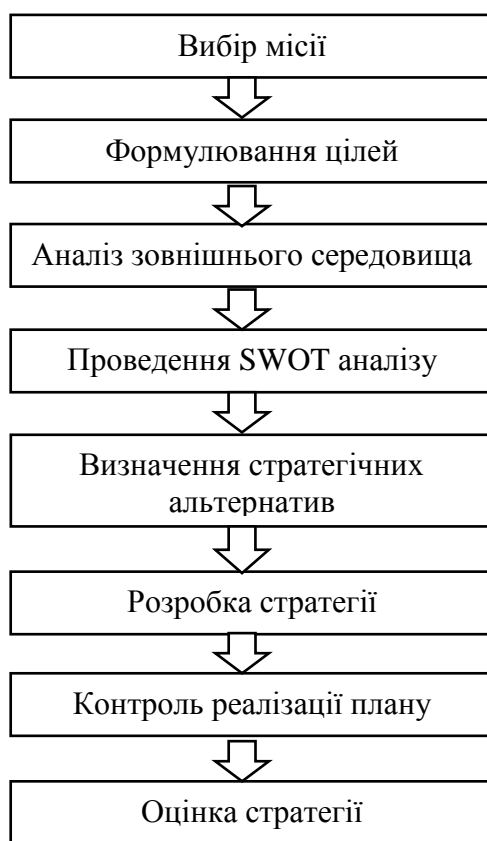 Вибір місії
Формулювання цілей
Аналіз зовнішнього середовища
Проведення SWOT аналізу
Визначення стратегічних
альтернатив
Розробка стратегії
Контроль реалізації плану
Оцінка стратегії